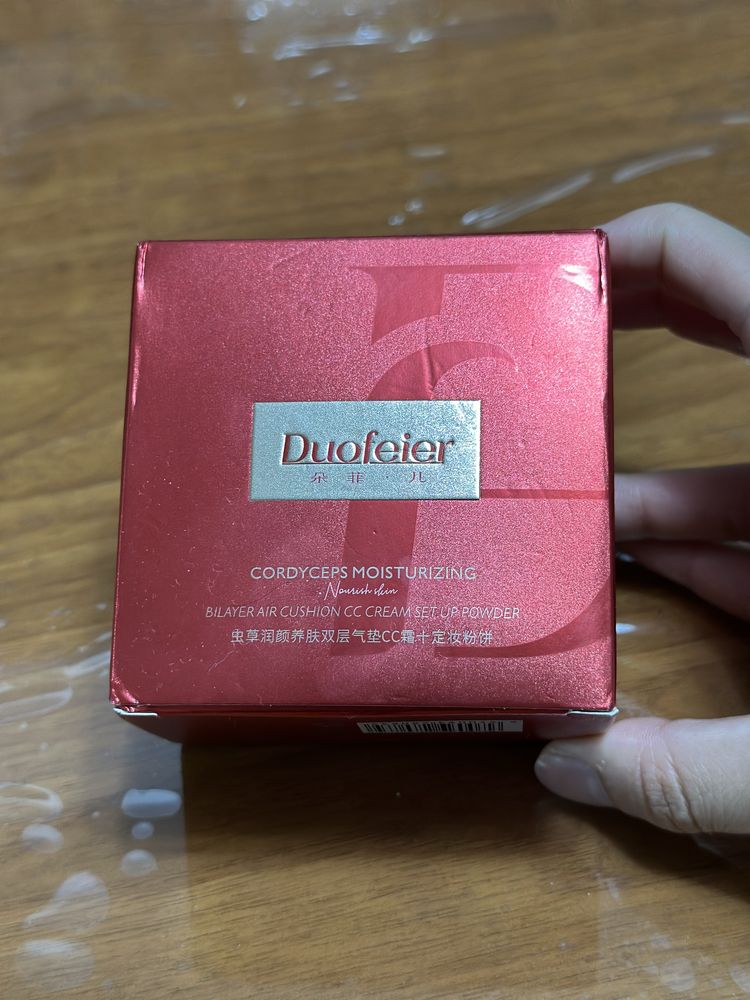 Duofeier
朵菲·儿
CORDYCEPS MOISTURIZING
·Nourish skin
BILAYER AIR CUSHION CC CREAM SET UP POWDER
虫草润颜养肤双层气垫CC霜+定妆粉饼